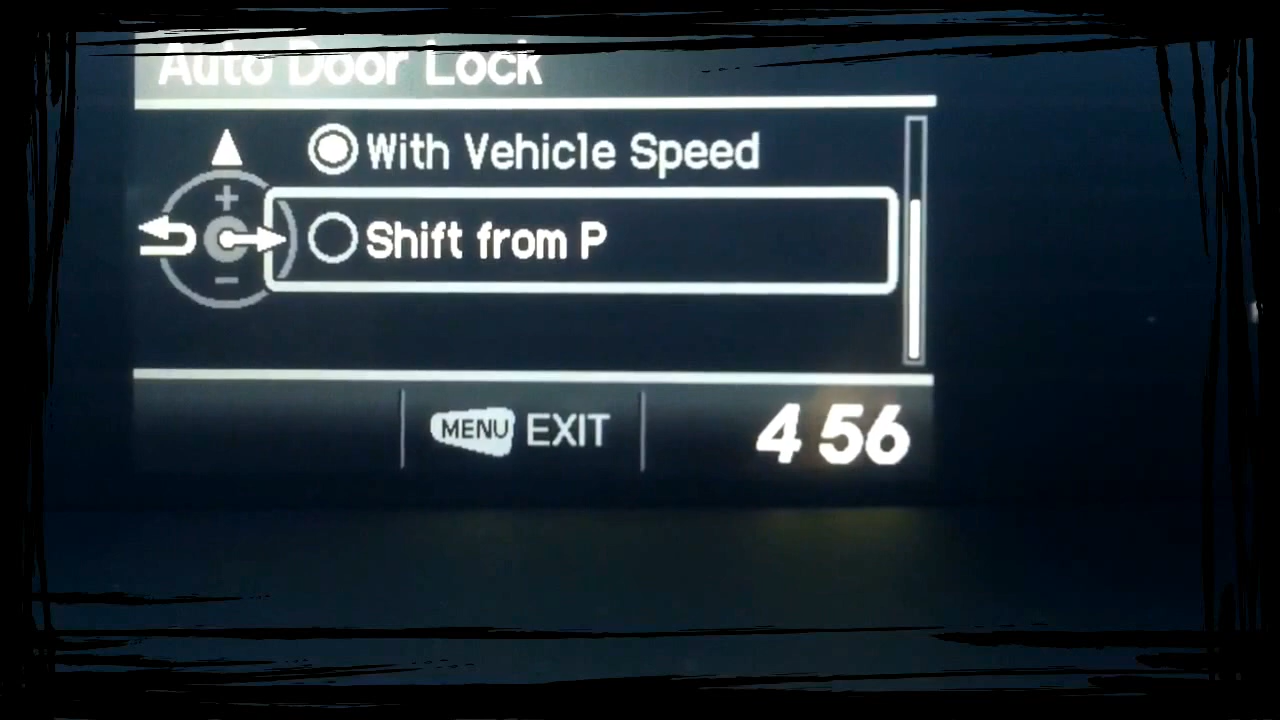 Auto Door Lock
With Vehicle Speed
+
Shift from P
−
MENU EXIT
4 56